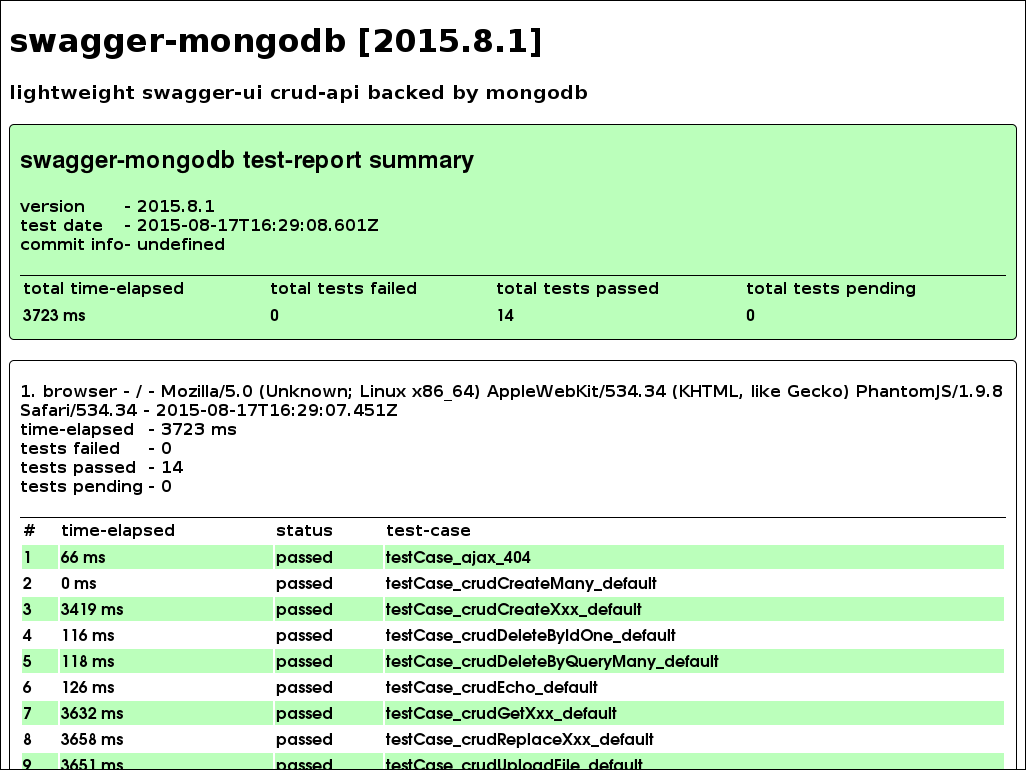 swagger-mongodb [2015.8.1]
lightweight swagger-ui crud-api backed by mongodb
swagger-mongodb test-report summary
version - 2015.8.1
test date - 2015-08-17T16:29:08.601Z
commit info- undefined
total time-elapsed total tests failed total tests passed total tests pending
3723 ms 0 14 0
1. browser - / - Mozilla/5.0 (Unknown; Linux x86_64) AppleWebKit/534.34 (KHTML, like Gecko) PhantomJS/1.9.8
Safari/534.34 - 2015-08-17T16:29:07.451Z
time-elapsed - 3723 ms
tests failed - 0
tests passed - 14
tests pending - 0
# time-elapsed status test-case
1 66 ms passed testCase_ajax_404
2 0 ms passed testCase_crudCreateMany_default
3 3419 ms passed testCase_crudCreateXxx_default
4 116 ms passed testCase_crudDeleteByIdOne_default
5 118 ms passed testCase_crudDeleteByQueryMany_default
6 126 ms passed testCase_crudEcho_default
7 3632 ms passed testCase_crudGetXxx_default
8 3658 ms passed testCase_crudReplaceXxx_default
9 3651 ms passed testCase_crudUploadFile_default